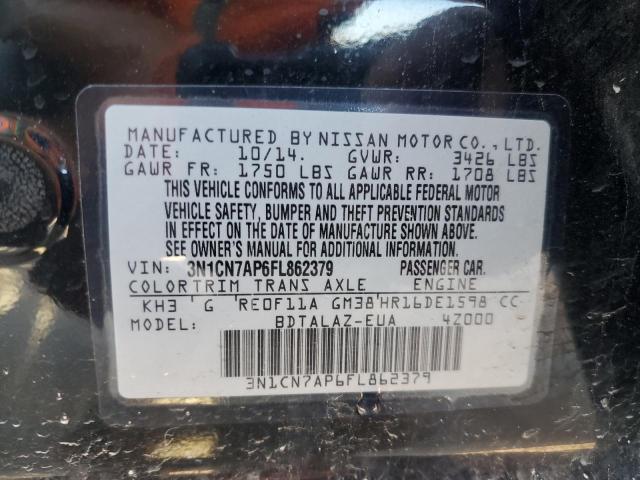 MANUFACTURED BY NISSAN MOTOR CO., LTD.
DATE: 10/14. GVWR: 3426 LBS
GAWR FR: 1750 LBS GAWR RR: 1708 LBS
THIS VEHICLE CONFORMS TO ALL APPLICABLE FEDERAL MOTOR
VEHICLE SAFETY, BUMPER AND THEFT PREVENTION STANDARDS
IN EFFECT ON THE DATE OF MANUFACTURE SHOWN ABOVE.
SEE OWNER'S MANUAL FOR ADDITIONAL INFORMATION.
VIN: 3N1CN7AP6FL862379 PASSENGER CAR.
COLOR TRIM TRANS AXLE ENGINE
KH3 G RE0F11A GM38 HR16DE1598 CC
MODEL: BDTALAZ-EUA 4Z000
3N1CN7AP6FL862379